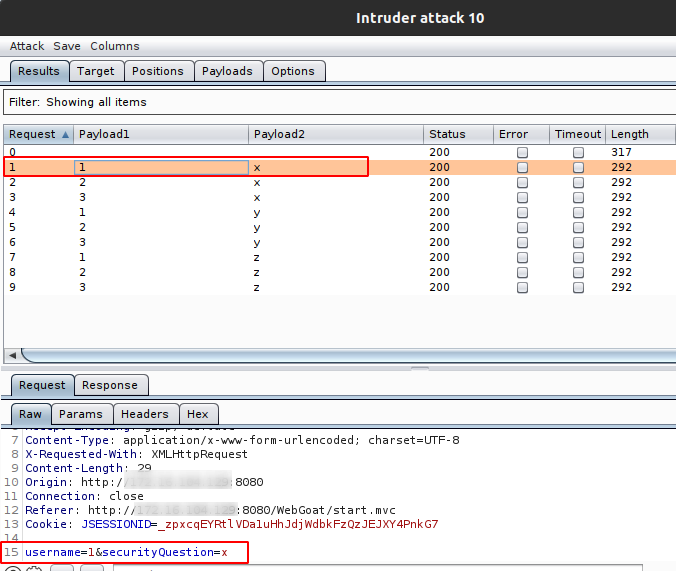 Intruder attack 10
Attack Save Columns
Results Target Positions Payloads Options
Filter: Showing all items
Request Payload1 Payload2 Status Error Timeout Length
0 200 317
1 1 x 200 292
2 2 x 200 292
3 3 x 200 292
4 1 y 200 292
5 2 y 200 292
6 3 y 200 292
7 1 z 200 292
8 2 z 200 292
9 3 z 200 292
Request Response
Raw Params Headers Hex
7 Content-Type: application/x-www-form-urlencoded; charset=UTF-8
8 X-Requested-With: XMLHttpRequest
9 Content-Length: 29
10 Origin: http:// :8080
11 Connection: close
12 Referer: http:// :8080/WebGoat/start.mvc
13 Cookie: JSESSIONID=_zpxcqEYRtlVDa1uHhJdjWdbkFzQzJEJXY4PnkG7
14
15 username=1&securityQuestion=x